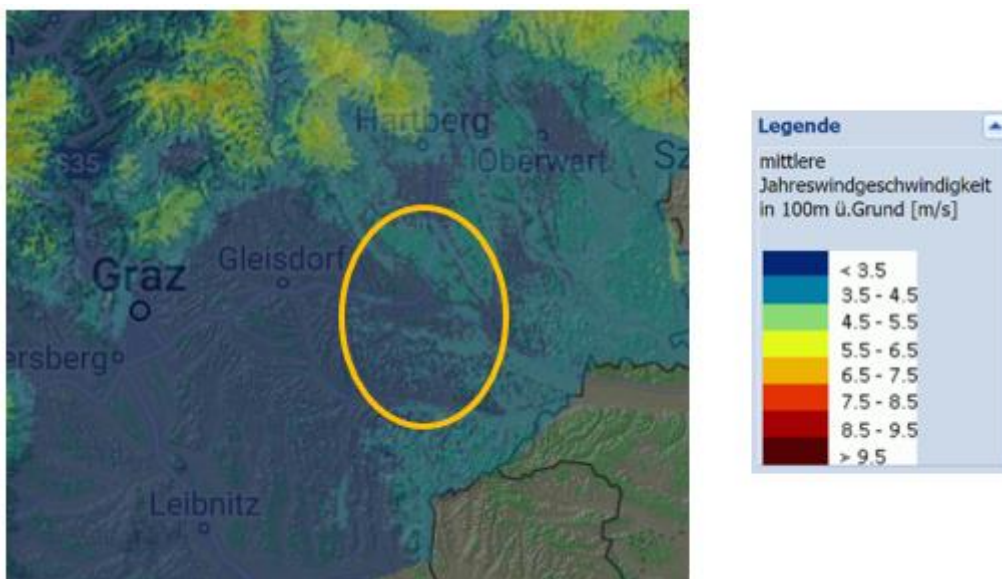 Hartberg
Oberwart
Sz
S35
Gleisdorf
Graz
ersberg
Leibnitz
Legende
mittlere
Jahreswindgeschwindigkeit
in 100m ü.Grund [m/s]
< 3.5
3.5 - 4.5
4.5 - 5.5
5.5 - 6.5
6.5 - 7.5
7.5 - 8.5
8.5 - 9.5
> 9.5